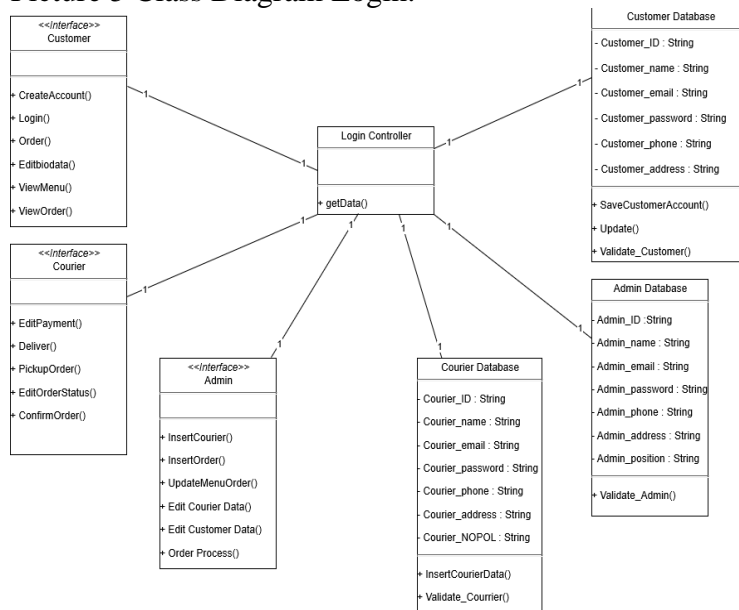 Picture 3 Class Diagram Login.
<<Interface>>
Customer
+ CreateAccount()
+ Login()
+ Order()
+ Editbiodata()
+ ViewMenu()
+ ViewOrder()
1
1
Login Controller
+ getData()
1
1
Customer Database
- Customer_ID : String
- Customer_name : String
- Customer_email : String
- Customer_password : String
- Customer_phone : String
- Customer_address : String
+ SaveCustomerAccount()
+ Update()
+ Validate_Customer()
<<Interface>>
Courier
+ EditPayment()
+ Deliver()
+ PickupOrder()
+ EditOrderStatus()
+ ConfirmOrder()
1
1
1
1
1
1
1
1
<<Interface>>
Admin
+ InsertCourier()
+ InsertOrder()
+ UpdateMenuOrder()
+ Edit Courier Data()
+ Edit Customer Data()
+ Order Process()
Courier Database
- Courier_ID : String
- Courier_name : String
- Courier_email : String
- Courier_password : String
- Courier_phone : String
- Courier_address : String
- Courier_NOPOL : String
+ InsertCourierData()
+ Validate_Courrier()
Admin Database
- Admin_ID :String
- Admin_name : String
- Admin_email : String
- Admin_password : String
- Admin_phone : String
- Admin_address : String
- Admin_position : String
+ Validate_Admin()